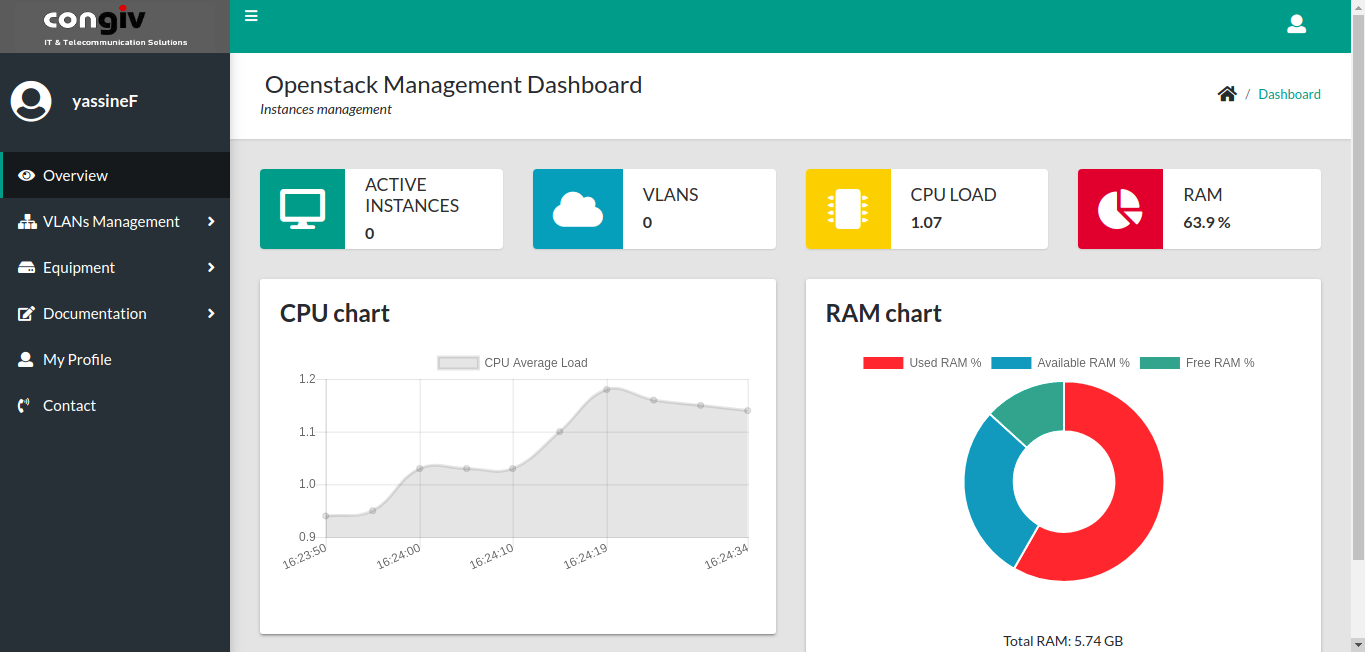 congiv
IT & Telecommunication Solutions
yassineF
Overview
VLANs Management
Equipment
Documentation
My Profile
Contact
Openstack Management Dashboard
Instances management
/ Dashboard
ACTIVE
INSTANCES
0
VLANS
0
CPU LOAD
1.07
RAM
63.9 %
CPU chart
CPU Average Load
1.2
1.1
1.0
0.9
16:23:50
16:24:00
16:24:10
16:24:19
16:24:34
RAM chart
Used RAM %
Available RAM %
Free RAM %
Total RAM: 5.74 GB